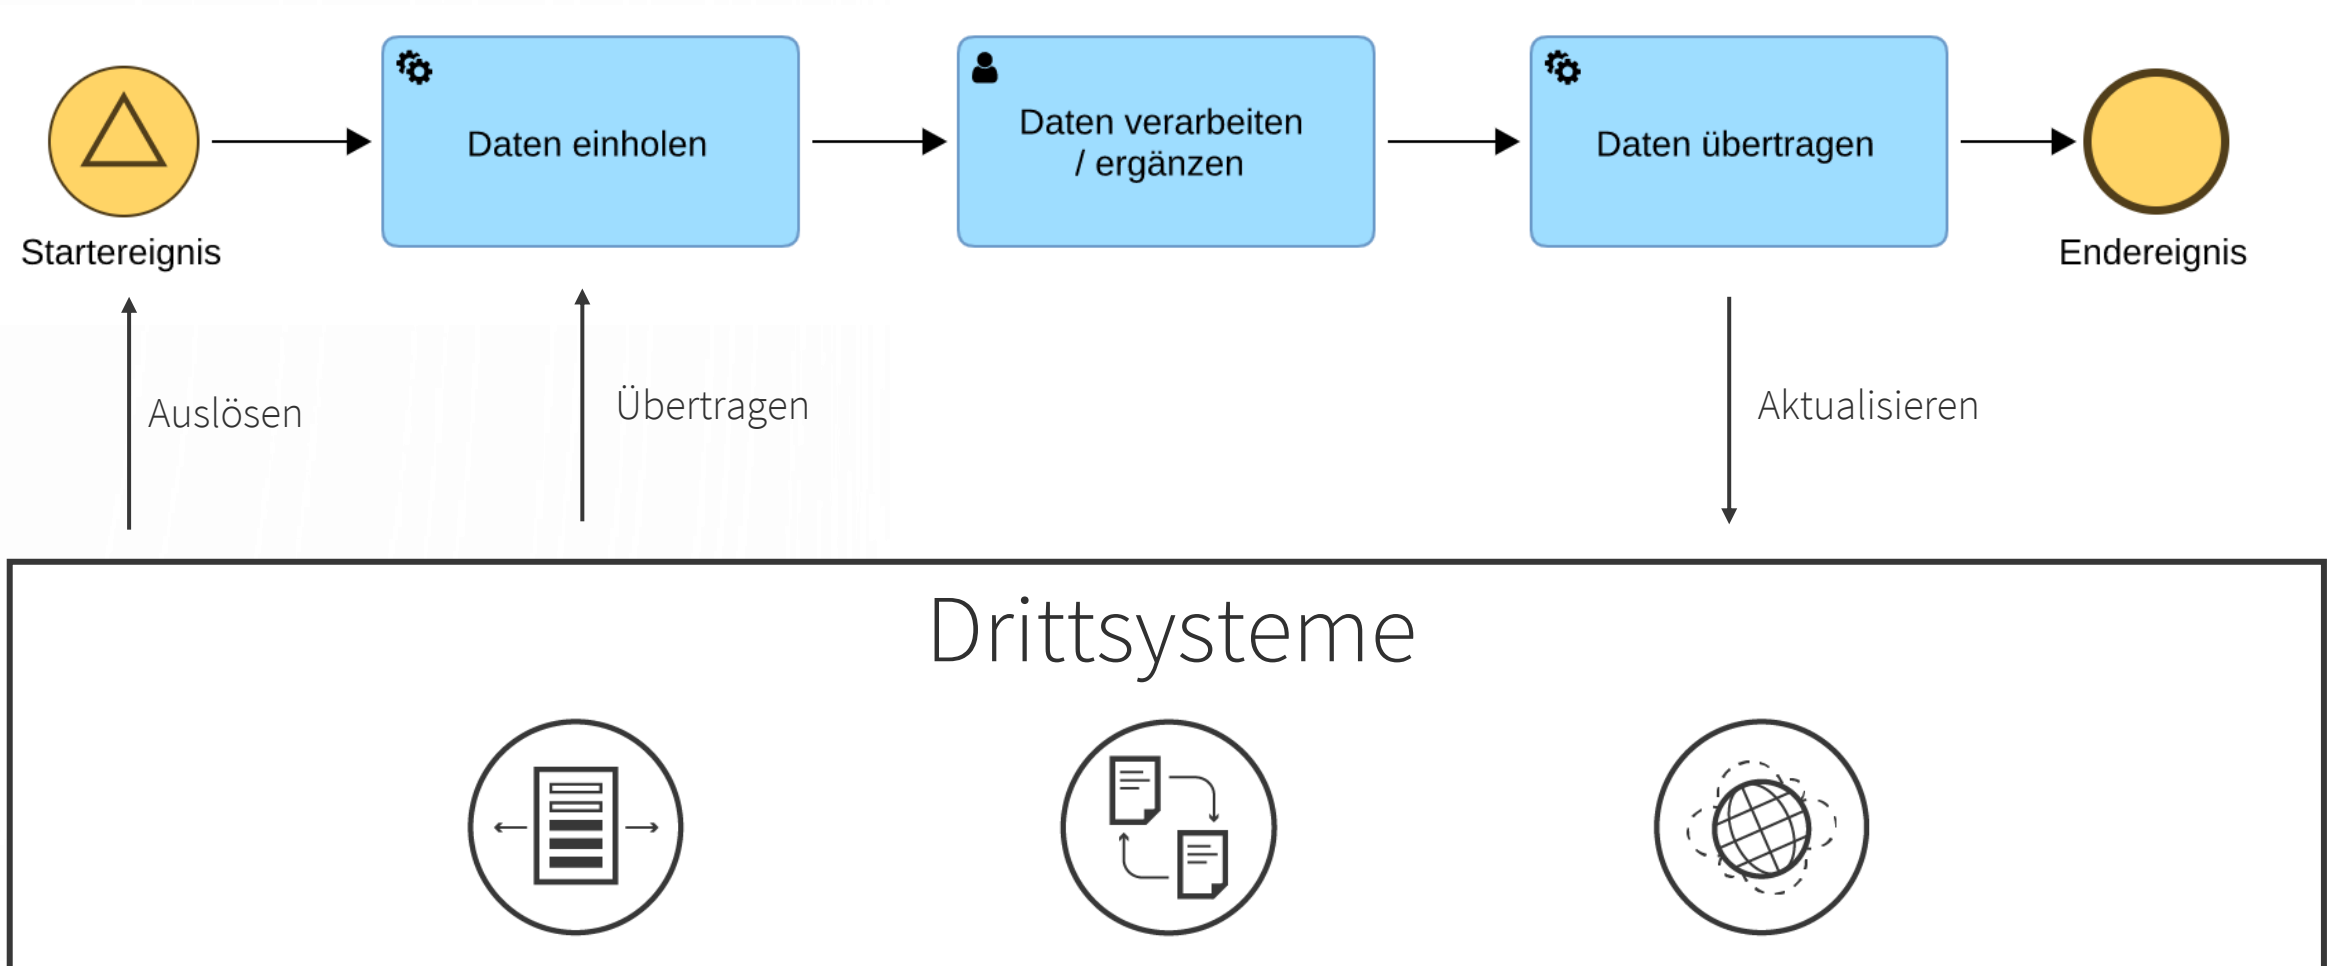 Daten einholen
Daten verarbeiten
/ ergänzen
Daten übertragen
Startereignis
Endereignis
Auslösen
Übertragen
Aktualisieren
Drittsysteme